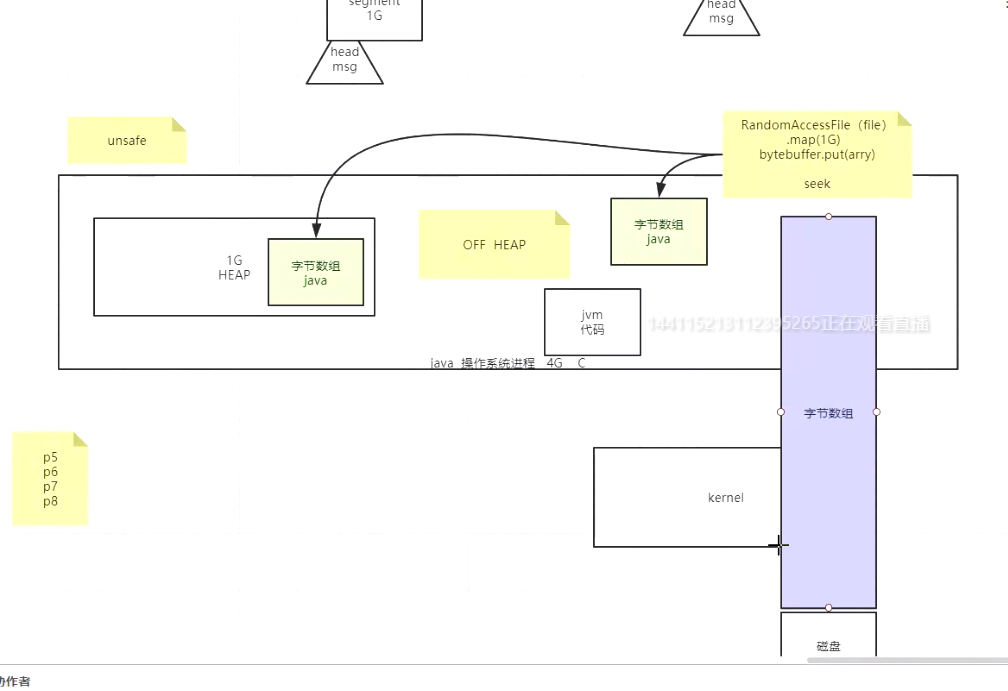 segment
1G
head
msg
head
msg
unsafe
RandomAccessFile（file）
.map(1G)
bytebuffer.put(arry)
seek
字节数组
java
OFF HEAP
1G
HEAP
字节数组
java
jvm
代码
144115213112395265正在观看直播
java 操作系统进程 4G C
字节数组
p5
p6
p7
p8
kernel
磁盘
协作者